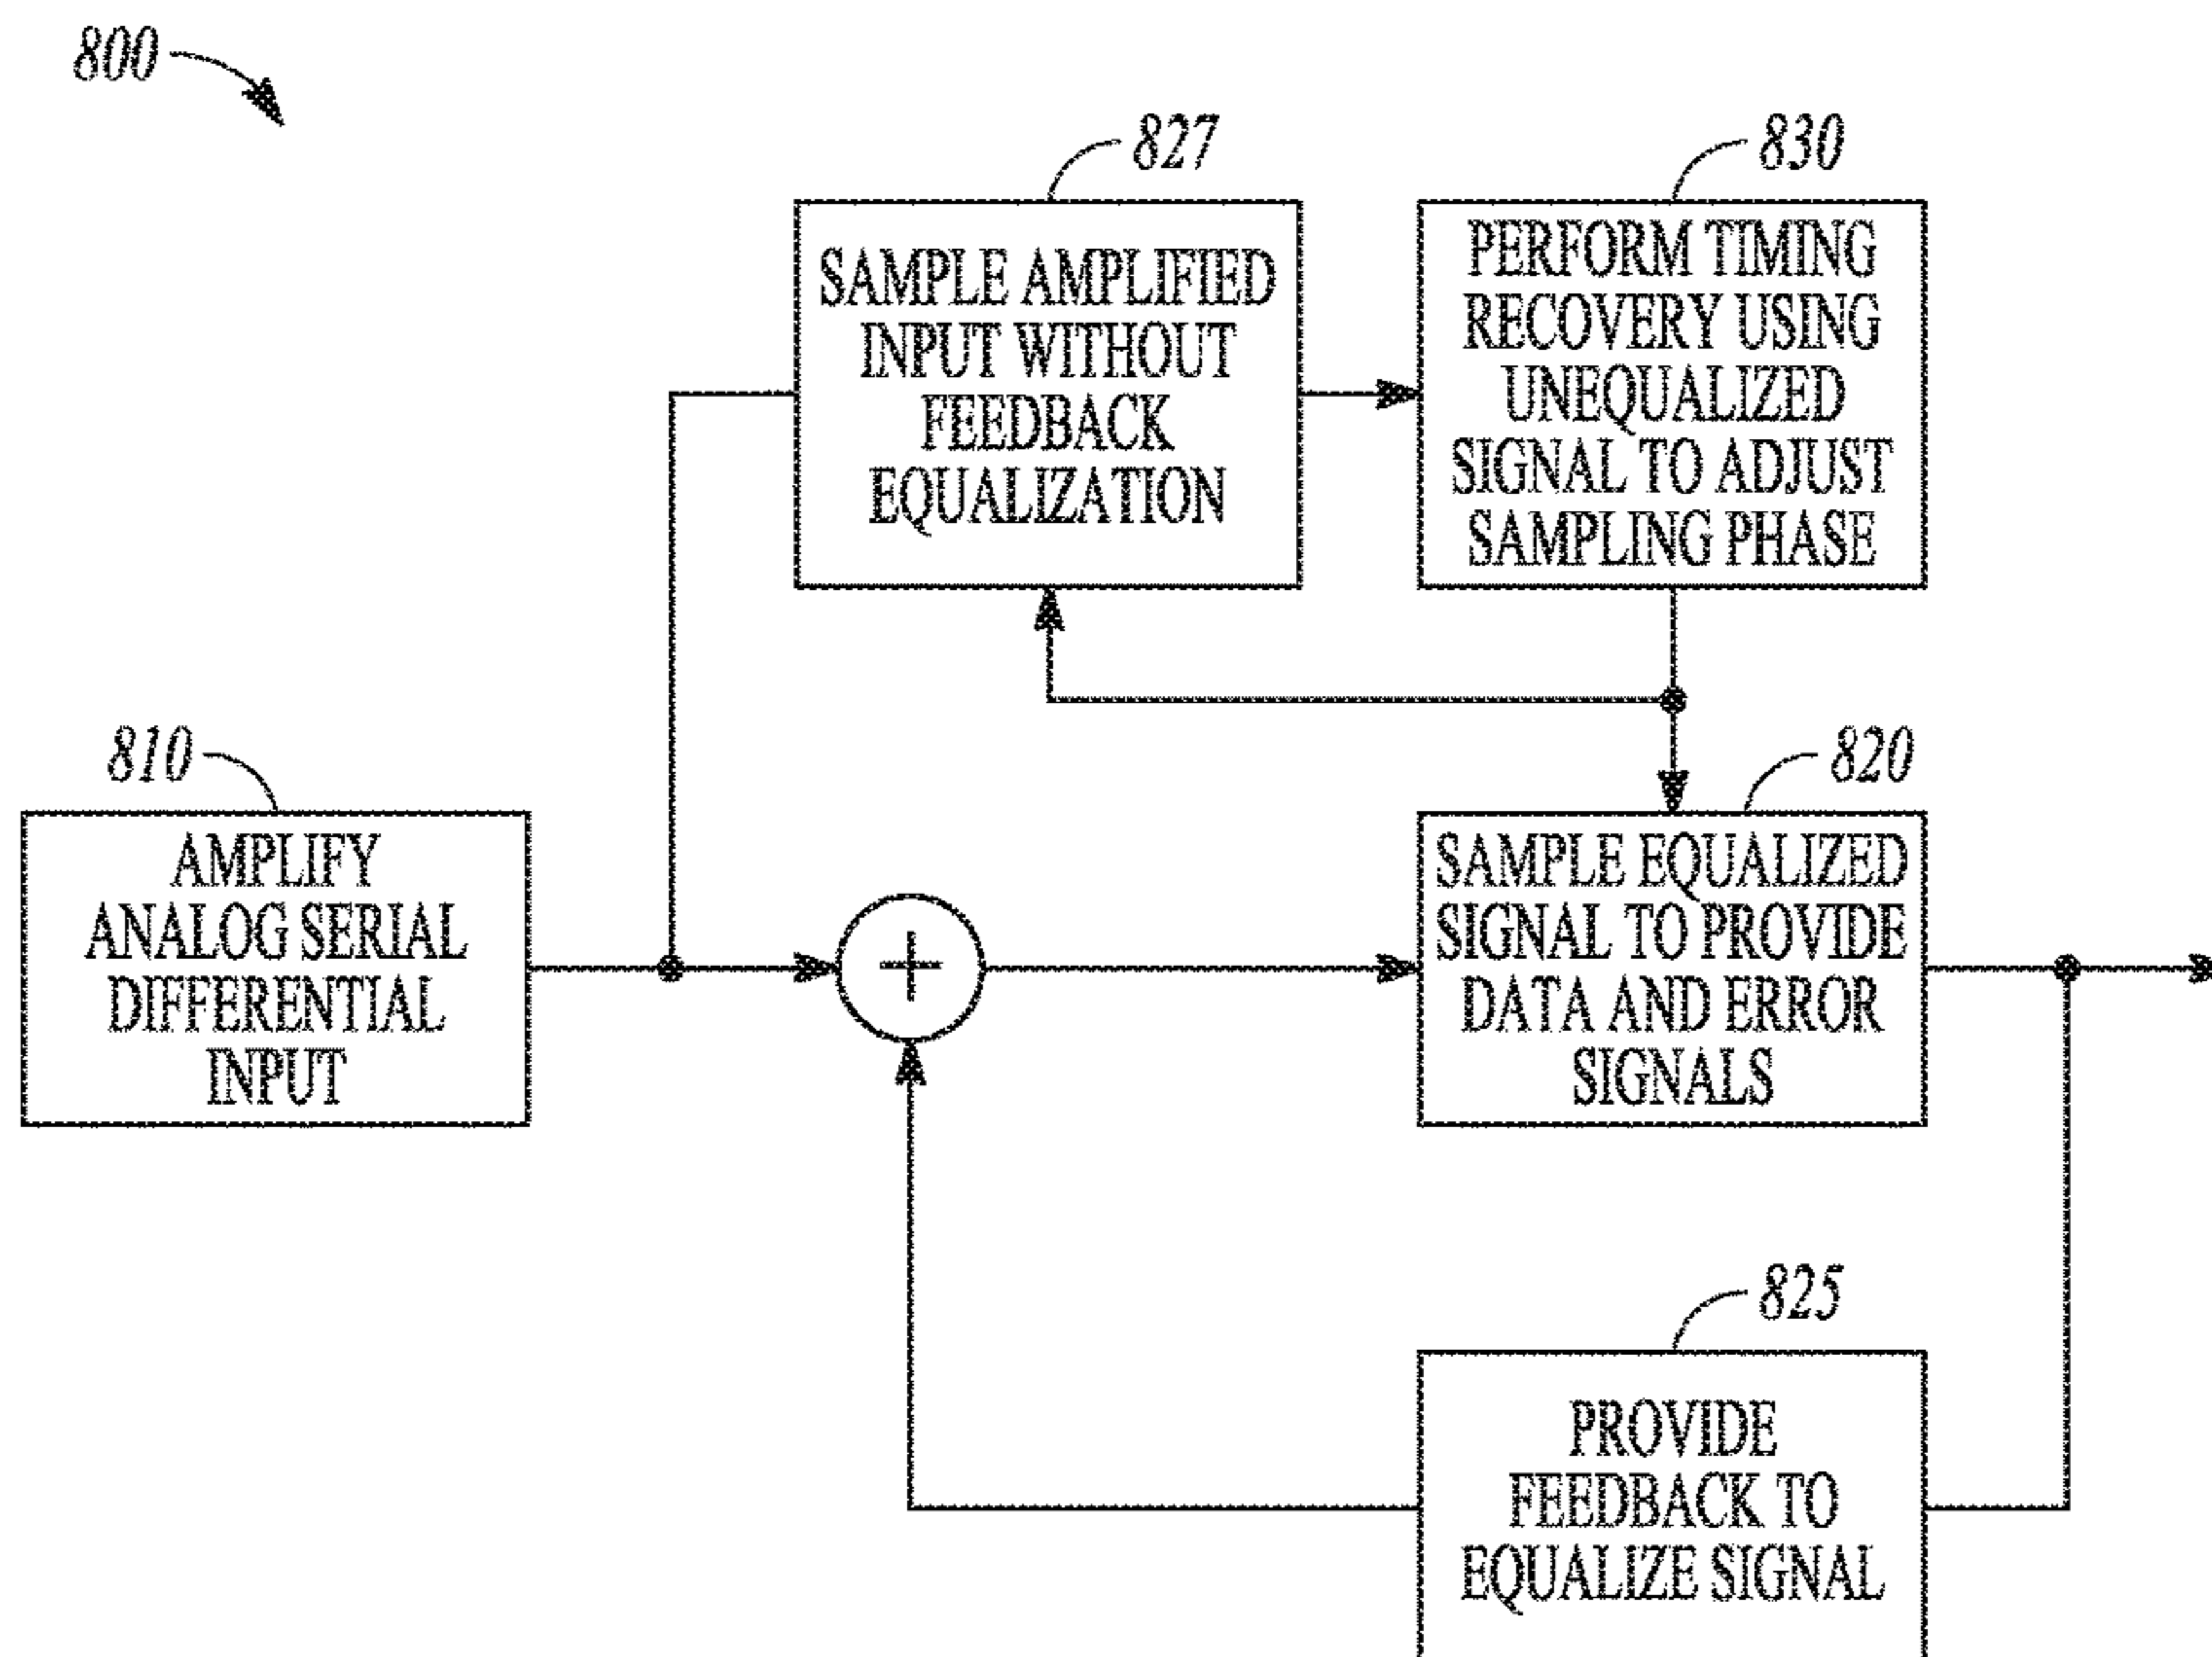 800
827
SAMPLE AMPLIFIED
INPUT WITHOUT
FEEDBACK
EQUALIZATION
830
PERFORM TIMING
RECOVERY USING
UNEQUALIZED
SIGNAL TO ADJUST
SAMPLING PHASE
810
AMPLIFY
ANALOG SERIAL
DIFFERENTIAL
INPUT
+
820
SAMPLE EQUALIZED
SIGNAL TO PROVIDE
DATA AND ERROR
SIGNALS
825
PROVIDE
FEEDBACK TO
EQUALIZE SIGNAL